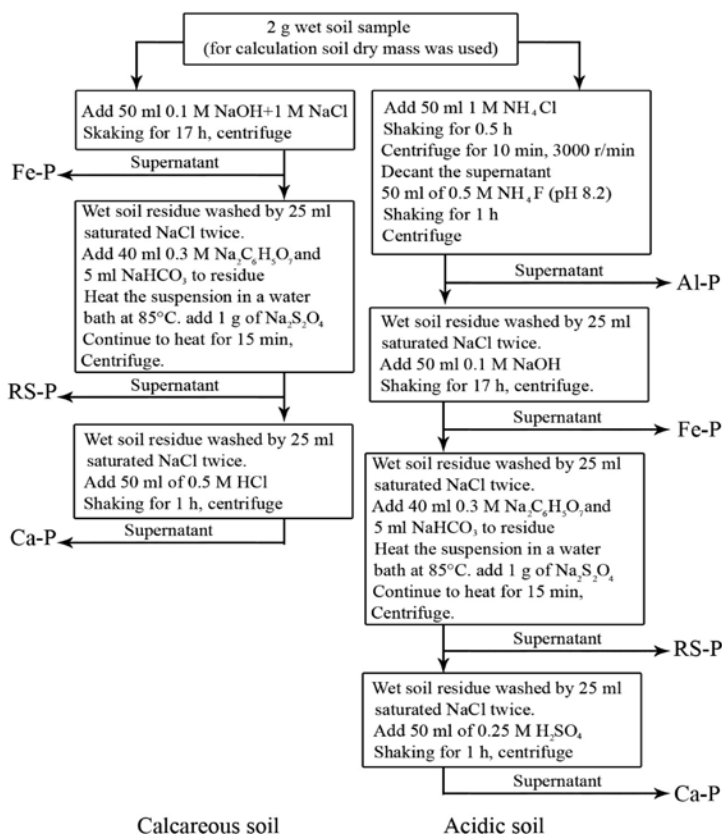 2 g wet soil sample
(for calculation soil dry mass was used)
Add 50 ml 0.1 M NaOH+1 M NaCl
Skaking for 17 h, centrifuge
Supernatant
Fe-P
Wet soil residue washed by 25 ml
saturated NaCl twice.
Add 40 ml 0.3 M Na₂C₆H₅O₇and
5 ml NaHCO₃ to residue
Heat the suspension in a water
bath at 85°C. add 1 g of Na₂S₂O₄
Continue to heat for 15 min,
Centrifuge.
Supernatant
RS-P
Wet soil residue washed by 25 ml
saturated NaCl twice.
Add 50 ml of 0.5 M HCl
Shaking for 1 h, centrifuge
Supernatant
Ca-P
Calcareous soil
Add 50 ml 1 M NH₄Cl
Shaking for 0.5 h
Centrifuge for 10 min, 3000 r/min
Decant the supernatant
50 ml of 0.5 M NH₄F (pH 8.2)
Shaking for 1 h
Centrifuge
Supernatant
Al-P
Wet soil residue washed by 25 ml
saturated NaCl twice.
Add 50 ml 0.1 M NaOH
Shaking for 17 h, centrifuge.
Supernatant
Fe-P
Wet soil residue washed by 25 ml
saturated NaCl twice.
Add 40 ml 0.3 M Na₂C₆H₅O₇and
5 ml NaHCO₃ to residue
Heat the suspension in a water
bath at 85°C. add 1 g of Na₂S₂O₄
Continue to heat for 15 min,
Centrifuge.
Supernatant
RS-P
Wet soil residue washed by 25 ml
saturated NaCl twice.
Add 50 ml of 0.25 M H₂SO₄
Shaking for 1 h, centrifuge
Supernatant
Ca-P
Acidic soil